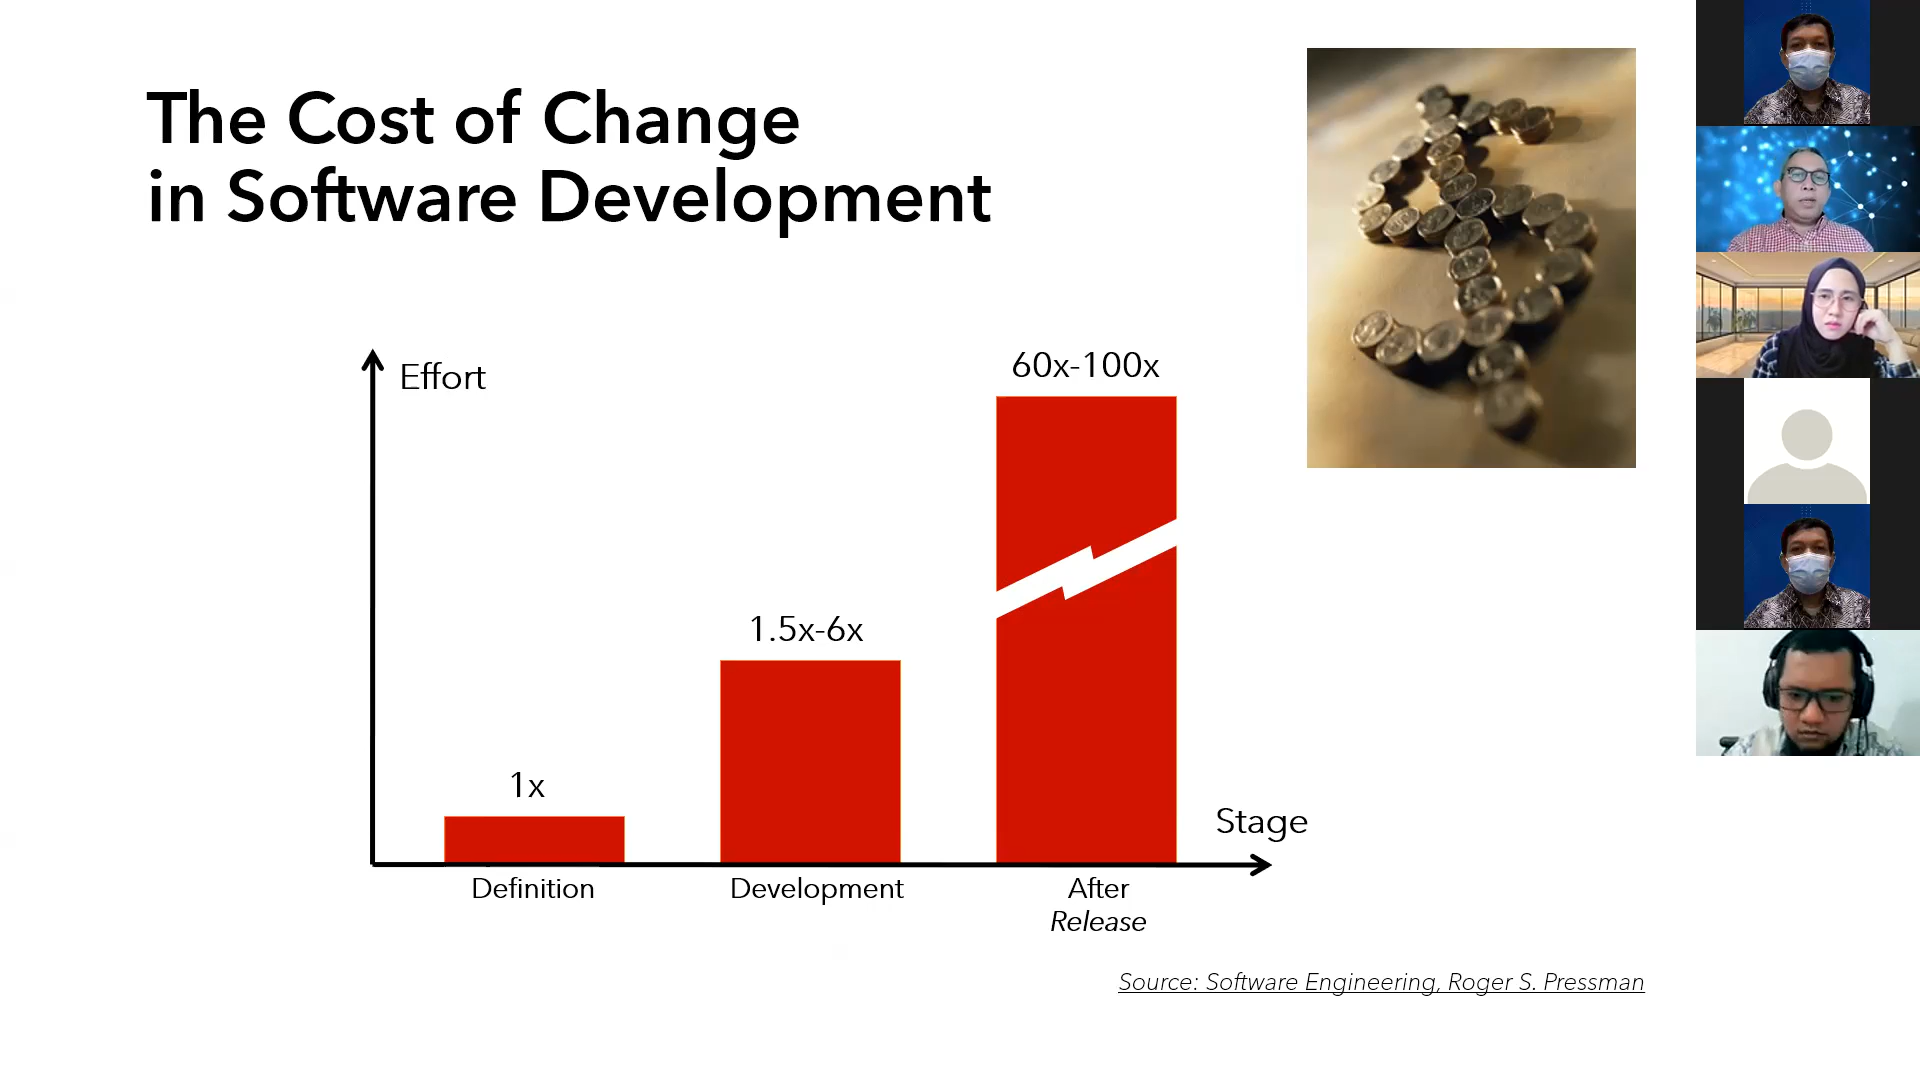 The Cost of Change
in Software Development
Effort
60x-100x
1.5x-6x
1x
Stage
Definition
Development
After
Release
Source: Software Engineering, Roger S. Pressman